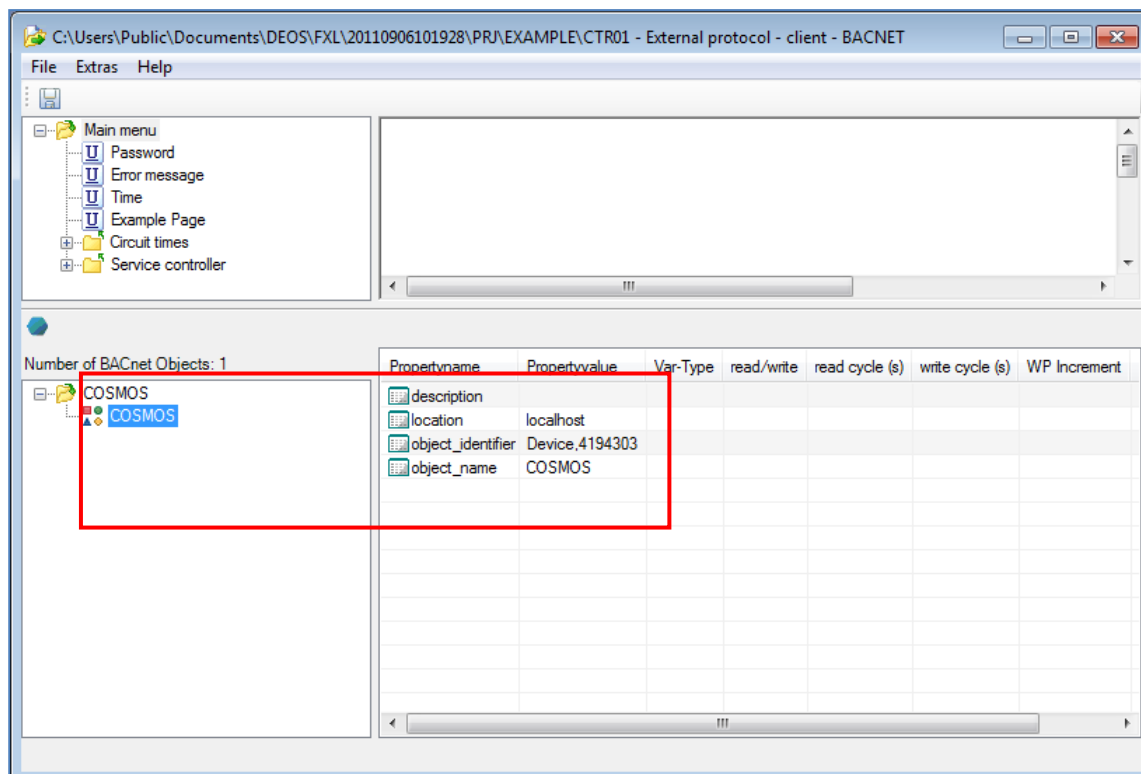 C:\Users\Public\Documents\DEOS\FXL\20110906101928\PRJ\EXAMPLE\CTR01 - External protocol - client - BACNET
File Extras Help
Main menu
U Password
U Error message
U Time
U Example Page
Circuit times
Service controller
Number of BACnet Objects: 1
COSMOS
COSMOS
Propertyname Propertyvalue Var-Type read/write read cycle (s) write cycle (s) WP Increment
description
location localhost
object_identifier Device,4194303
object_name COSMOS